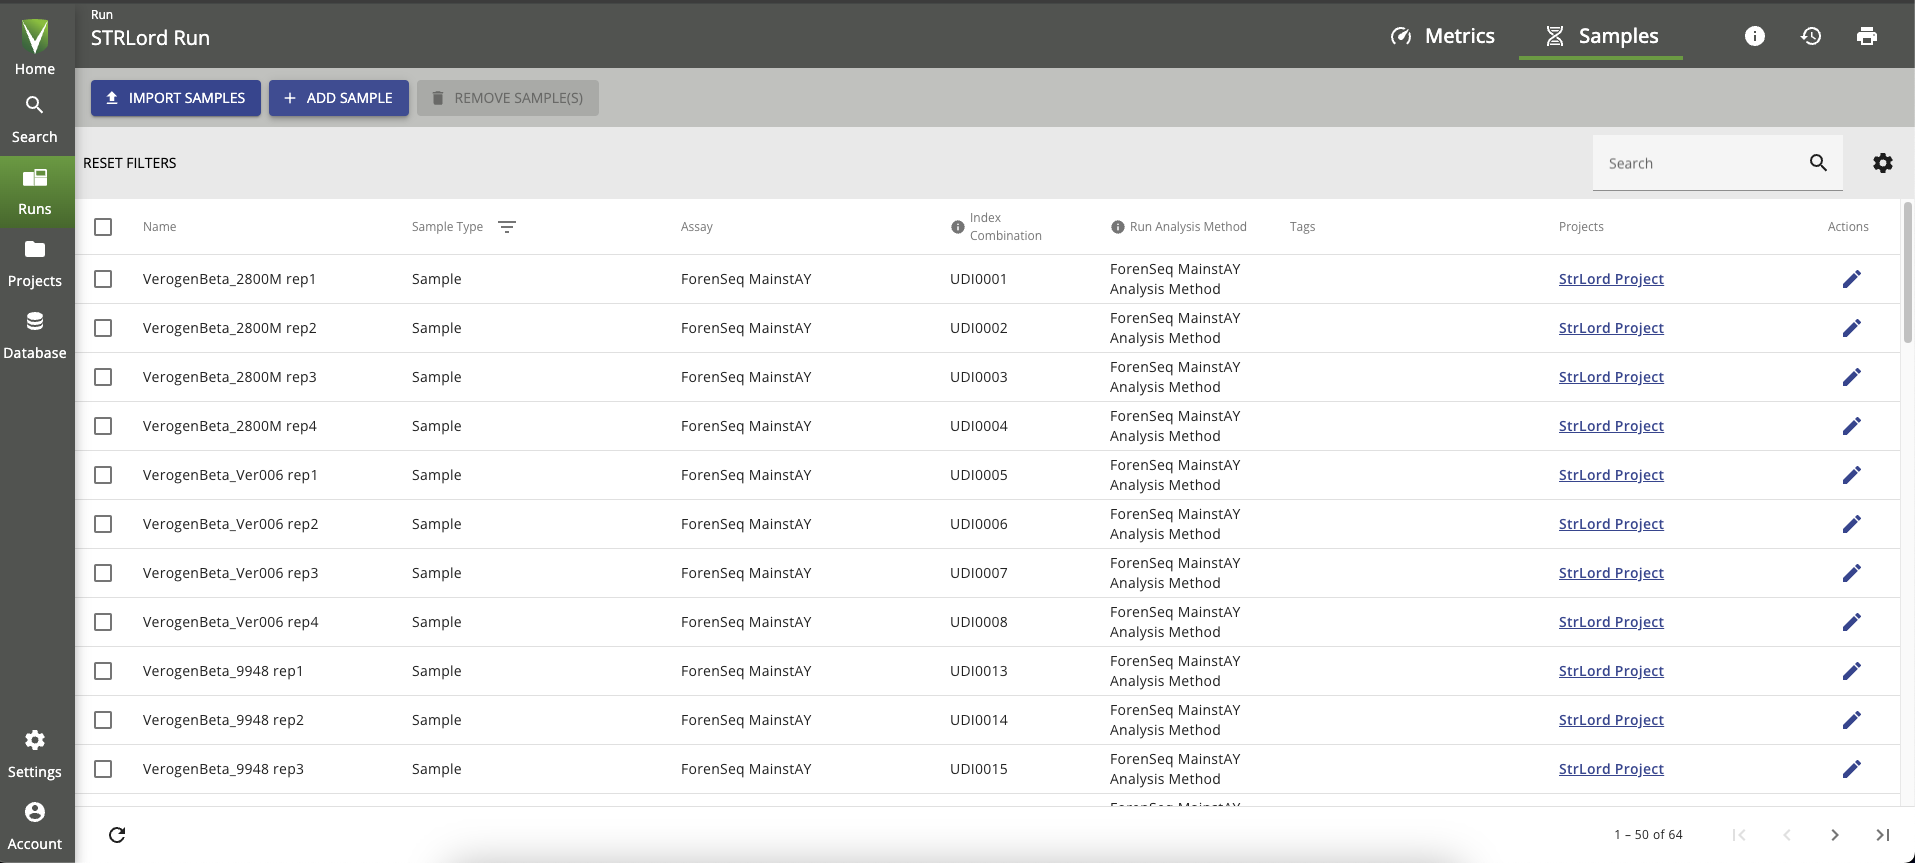 Run
STRLord Run
Metrics
Samples
Home
Search
Runs
Projects
Database
Settings
Account
IMPORT SAMPLES
ADD SAMPLE
REMOVE SAMPLE(S)
RESET FILTERS
Search
Name Sample Type Assay Index Combination Run Analysis Method Tags Projects Actions
VerogenBeta_2800M rep1 Sample ForenSeq MainstAY UDI0001 ForenSeq MainstAY Analysis Method StrLord Project
VerogenBeta_2800M rep2 Sample ForenSeq MainstAY UDI0002 ForenSeq MainstAY Analysis Method StrLord Project
VerogenBeta_2800M rep3 Sample ForenSeq MainstAY UDI0003 ForenSeq MainstAY Analysis Method StrLord Project
VerogenBeta_2800M rep4 Sample ForenSeq MainstAY UDI0004 ForenSeq MainstAY Analysis Method StrLord Project
VerogenBeta_Ver006 rep1 Sample ForenSeq MainstAY UDI0005 ForenSeq MainstAY Analysis Method StrLord Project
VerogenBeta_Ver006 rep2 Sample ForenSeq MainstAY UDI0006 ForenSeq MainstAY Analysis Method StrLord Project
VerogenBeta_Ver006 rep3 Sample ForenSeq MainstAY UDI0007 ForenSeq MainstAY Analysis Method StrLord Project
VerogenBeta_Ver006 rep4 Sample ForenSeq MainstAY UDI0008 ForenSeq MainstAY Analysis Method StrLord Project
VerogenBeta_9948 rep1 Sample ForenSeq MainstAY UDI0013 ForenSeq MainstAY Analysis Method StrLord Project
VerogenBeta_9948 rep2 Sample ForenSeq MainstAY UDI0014 ForenSeq MainstAY Analysis Method StrLord Project
VerogenBeta_9948 rep3 Sample ForenSeq MainstAY UDI0015 ForenSeq MainstAY Analysis Method StrLord Project
1 – 50 of 64